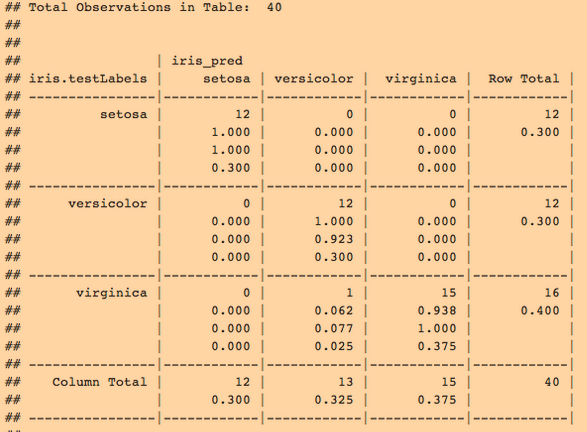 ## Total Observations in Table:  40
##
##
##                 | iris_pred
## iris.testLabels |     setosa | versicolor |  virginica |  Row Total |
## ----------------|------------|------------|------------|------------|
##          setosa |         12 |          0 |          0 |         12 |
##                 |      1.000 |      0.000 |      0.000 |      0.300 |
##                 |      1.000 |      0.000 |      0.000 |            |
##                 |      0.300 |      0.000 |      0.000 |            |
## ----------------|------------|------------|------------|------------|
##      versicolor |          0 |         12 |          0 |         12 |
##                 |      0.000 |      1.000 |      0.000 |      0.300 |
##                 |      0.000 |      0.923 |      0.000 |            |
##                 |      0.000 |      0.300 |      0.000 |            |
## ----------------|------------|------------|------------|------------|
##       virginica |          0 |          1 |         15 |         16 |
##                 |      0.000 |      0.062 |      0.938 |      0.400 |
##                 |      0.000 |      0.077 |      1.000 |            |
##                 |      0.000 |      0.025 |      0.375 |            |
## ----------------|------------|------------|------------|------------|
##    Column Total |         12 |         13 |         15 |         40 |
##                 |      0.300 |      0.325 |      0.375 |            |
## ----------------|------------|------------|------------|------------|